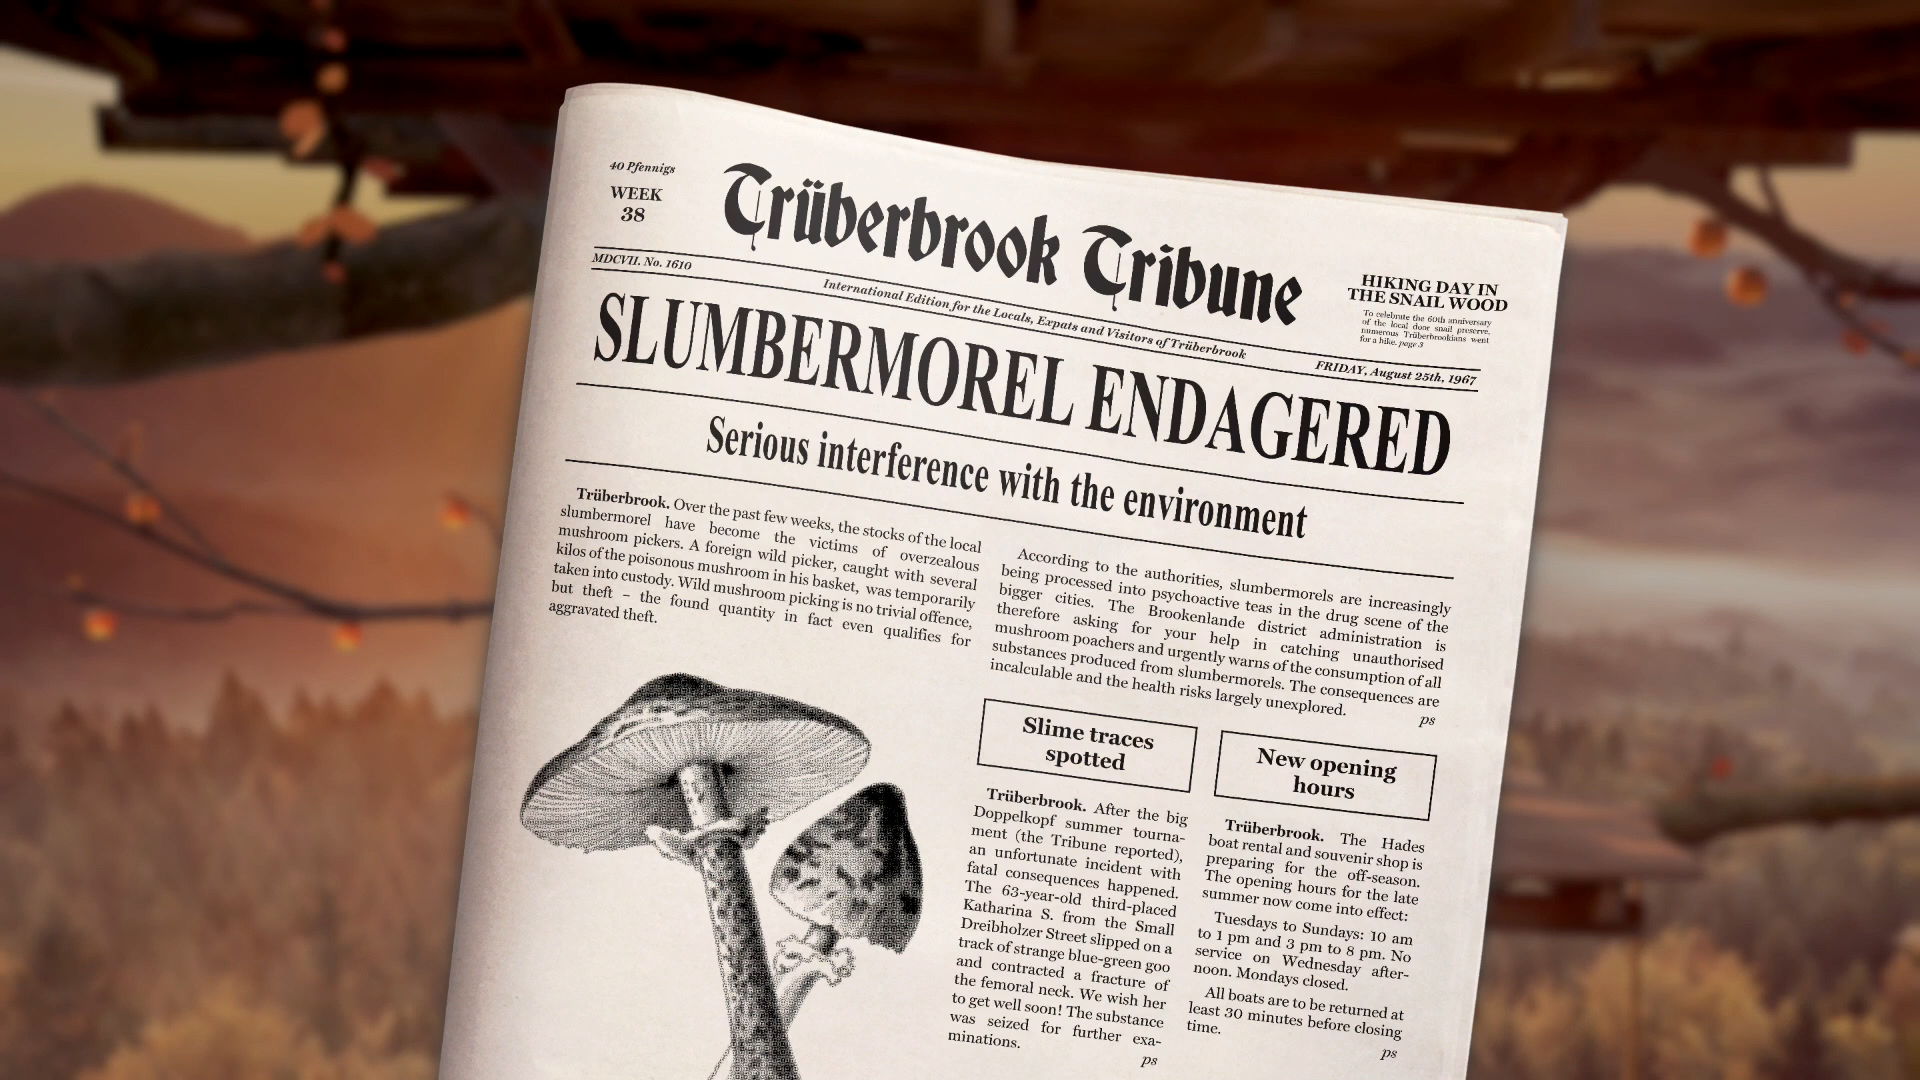 40 Pfennigs
WEEK
38
Trüberbrook Tribune
HIKING DAY IN
THE SNAIL WOOD
To celebrate the 60th anniversary
of the local door snail preserve,
numerous Trüberbrookians went
for a hike. page 3
MDCVII. No. 1610
International Edition for the Locals, Expats and Visitors of Trüberbrook
FRIDAY, August 25th, 1967
SLUMBERMOREL ENDAGERED
Serious interference with the environment
Trüberbrook. Over the past few weeks, the stocks of the local
slumbermorel have become the victims of overzealous
mushroom pickers. A foreign wild picker, caught with several
kilos of the poisonous mushroom in his basket, was temporarily
taken into custody. Wild mushroom picking is no trivial offence,
but theft – the found quantity in fact even qualifies for
aggravated theft.
According to the authorities, slumbermorels are increasingly
being processed into psychoactive teas in the drug scene of the
bigger cities. The Brookenlande district administration is
therefore asking for your help in catching unauthorised
mushroom poachers and urgently warns of the consumption of all
substances produced from slumbermorels. The consequences are
incalculable and the health risks largely unexplored.
ps
Slime traces
spotted
Trüberbrook. After the big
Doppelkopf summer tourna-
ment (the Tribune reported),
an unfortunate incident with
fatal consequences happened.
The 63-year-old third-placed
Katharina S. from the Small
Dreibholzer Street slipped on a
track of strange blue-green goo
and contracted a fracture of
the femoral neck. We wish her
to get well soon! The substance
was seized for further exa-
minations.
ps
New opening
hours
Trüberbrook. The Hades
boat rental and souvenir shop is
preparing for the off-season.
The opening hours for the late
summer now come into effect:
Tuesdays to Sundays: 10 am
to 1 pm and 3 pm to 8 pm. No
service on Wednesday after-
noon. Mondays closed.
All boats are to be returned at
least 30 minutes before closing
time.
ps